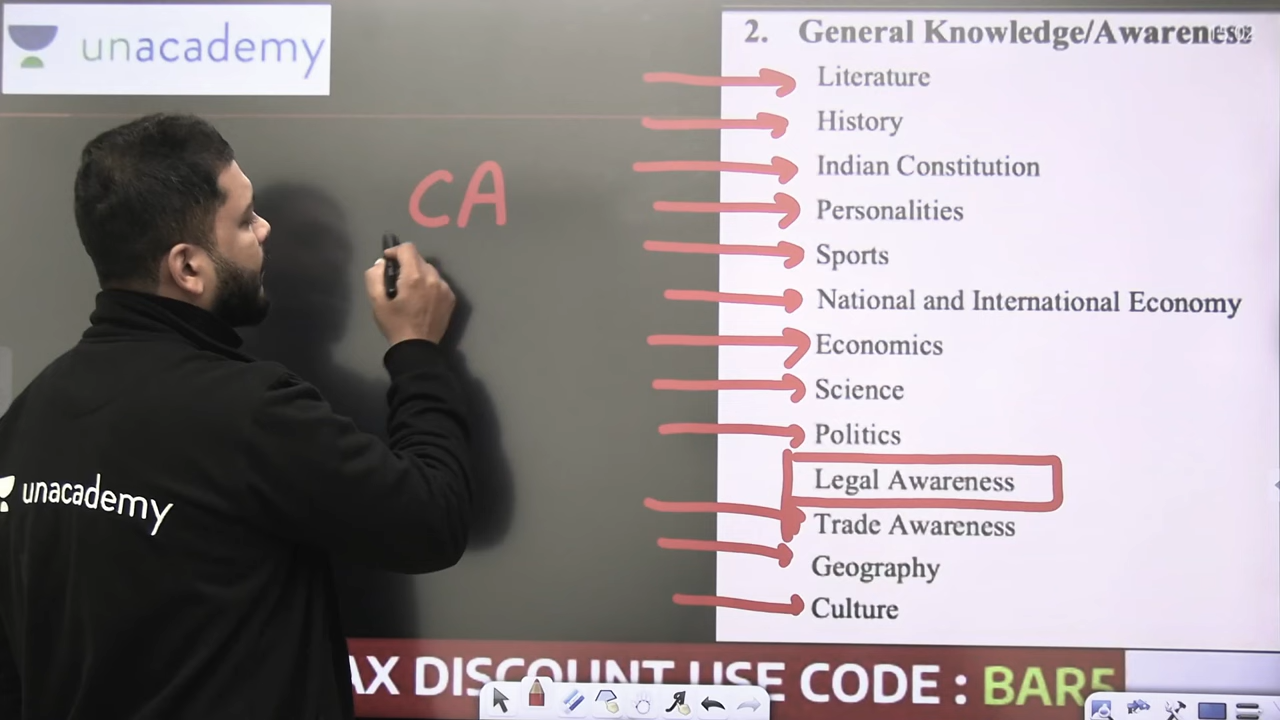 unacademy
2. General Knowledge/Awareness
Literature
History
Indian Constitution
Personalities
Sports
National and International Economy
Economics
Science
Politics
Legal Awareness
Trade Awareness
Geography
Culture
CA
unacademy
AX DISCOUNT USE CODE : BAR5